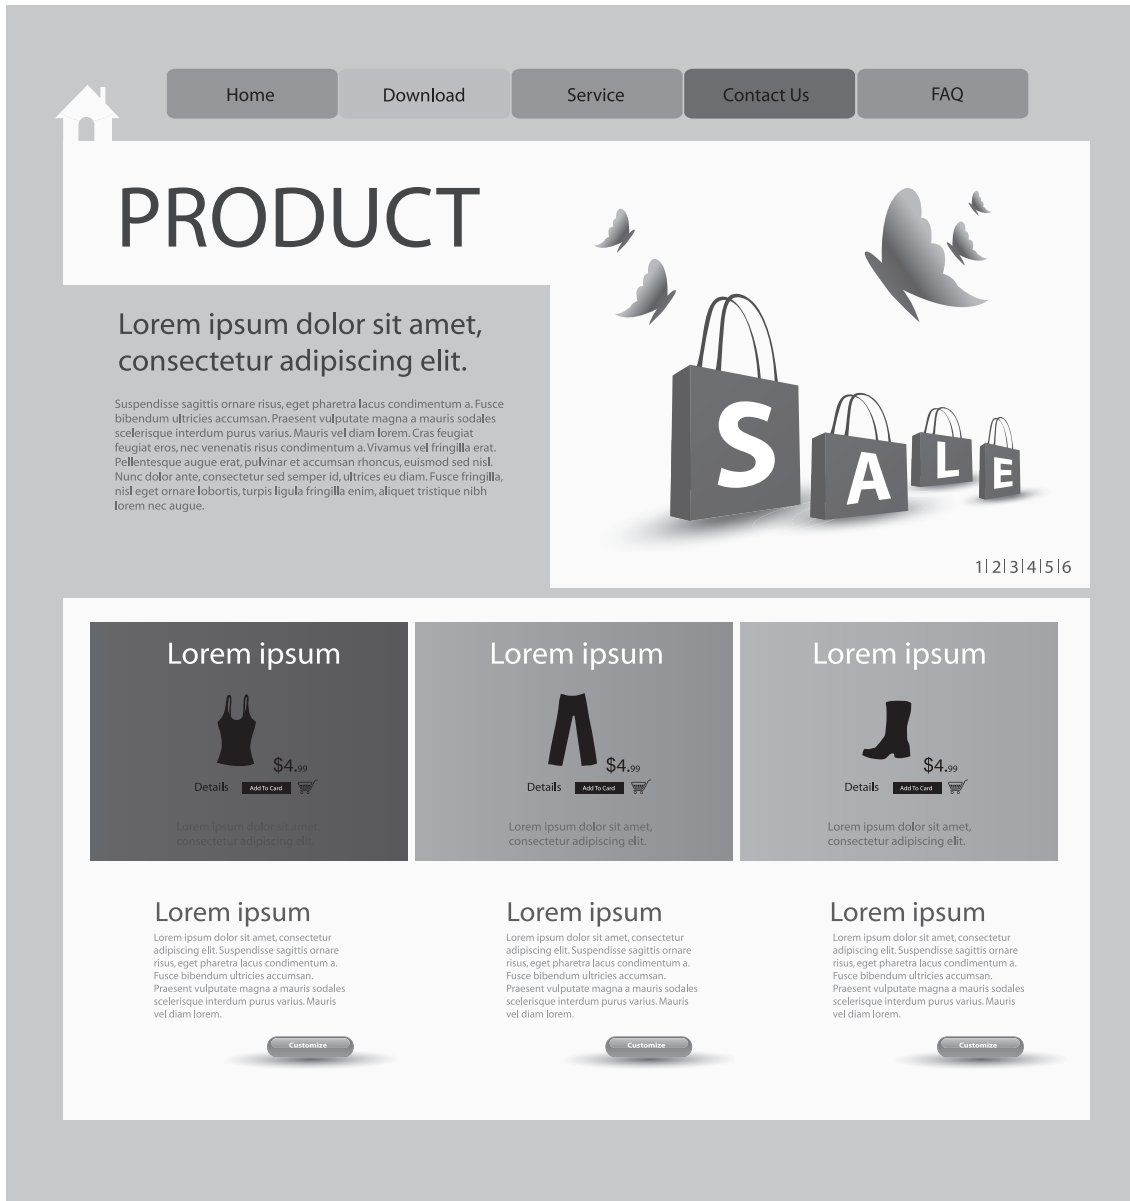 Home Download Service Contact Us FAQ
PRODUCT
Lorem ipsum dolor sit amet,
consectetur adipiscing elit.
Suspendisse sagittis ornare risus, eget pharetra lacus condimentum a. Fusce
bibendum ultricies accumsan. Praesent vulputate magna a mauris sodales
scelerisque interdum purus varius. Mauris vel diam lorem. Cras feugiat
feugiat eros, nec venenatis risus condimentum a. Vivamus vel fringilla erat.
Pellentesque augue erat, pulvinar et accumsan rhoncus, euismod sed nisl.
Nunc dolor ante, consectetur sed semper id, ultrices eu diam. Fusce fringilla,
nisl eget ornare lobortis, turpis ligula fringilla enim, aliquet tristique nibh
lorem nec augue.
SALE
1|2|3|4|5|6
Lorem ipsum
$4.99
Details Add To Card
Lorem ipsum dolor sit amet,
consectetur adipiscing elit.
Lorem ipsum
$4.99
Details Add To Card
Lorem ipsum dolor sit amet,
consectetur adipiscing elit.
Lorem ipsum
$4.99
Details Add To Card
Lorem ipsum dolor sit amet,
consectetur adipiscing elit.
Lorem ipsum
Lorem ipsum dolor sit amet, consectetur
adipiscing elit. Suspendisse sagittis ornare
risus, eget pharetra lacus condimentum a.
Fusce bibendum ultricies accumsan.
Praesent vulputate magna a mauris sodales
scelerisque interdum purus varius. Mauris
vel diam lorem.
Customize
Lorem ipsum
Lorem ipsum dolor sit amet, consectetur
adipiscing elit. Suspendisse sagittis ornare
risus, eget pharetra lacus condimentum a.
Fusce bibendum ultricies accumsan.
Praesent vulputate magna a mauris sodales
scelerisque interdum purus varius. Mauris
vel diam lorem.
Customize
Lorem ipsum
Lorem ipsum dolor sit amet, consectetur
adipiscing elit. Suspendisse sagittis ornare
risus, eget pharetra lacus condimentum a.
Fusce bibendum ultricies accumsan.
Praesent vulputate magna a mauris sodales
scelerisque interdum purus varius. Mauris
vel diam lorem.
Customize